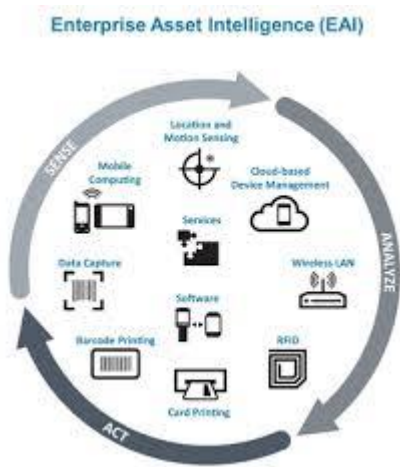 Enterprise Asset Intelligence (EAI)
SENSE
Location and
Motion Sensing
Mobile
Computing
Cloud-based
Device Management
Services
ANALYZE
Data Capture
Wireless LAN
Software
Barcode Printing
RFID
Card Printing
ACT